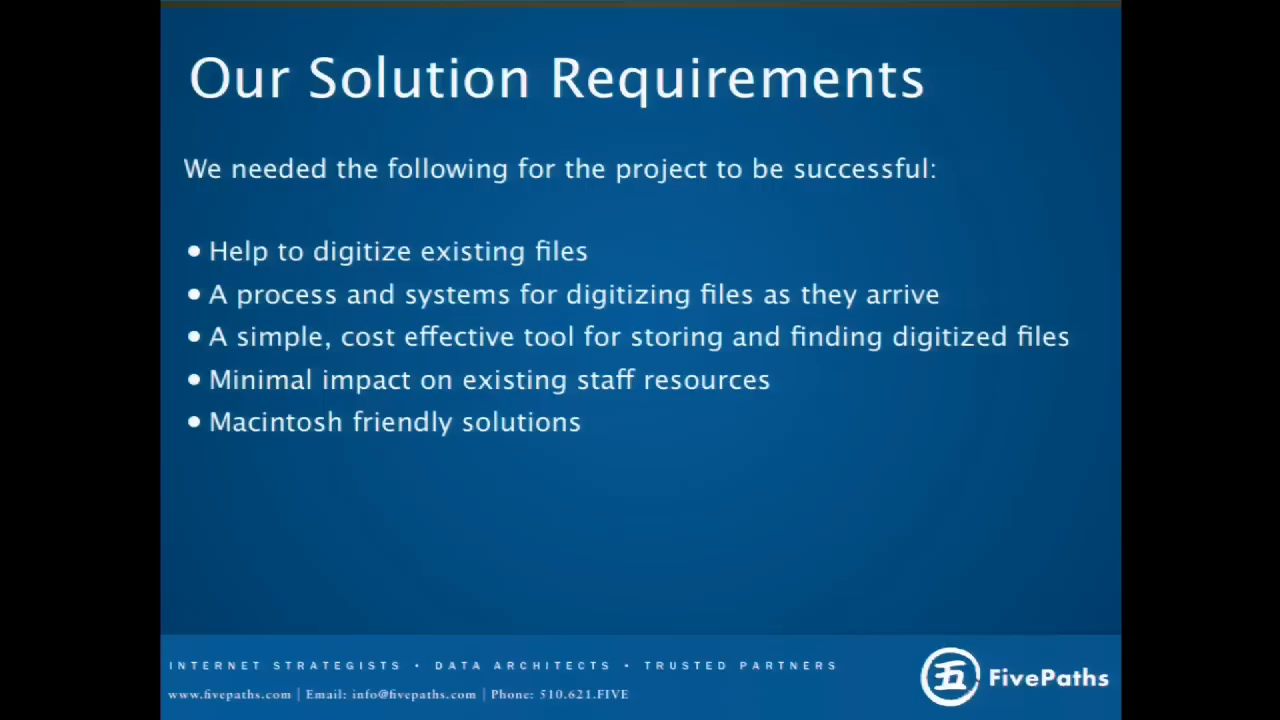 Our Solution Requirements
We needed the following for the project to be successful:
• Help to digitize existing files
• A process and systems for digitizing files as they arrive
• A simple, cost effective tool for storing and finding digitized files
• Minimal impact on existing staff resources
• Macintosh friendly solutions
INTERNET STRATEGISTS • DATA ARCHITECTS • TRUSTED PARTNERS
www.fivepaths.com | Email: info@fivepaths.com | Phone: 510.621.FIVE
五 FivePaths